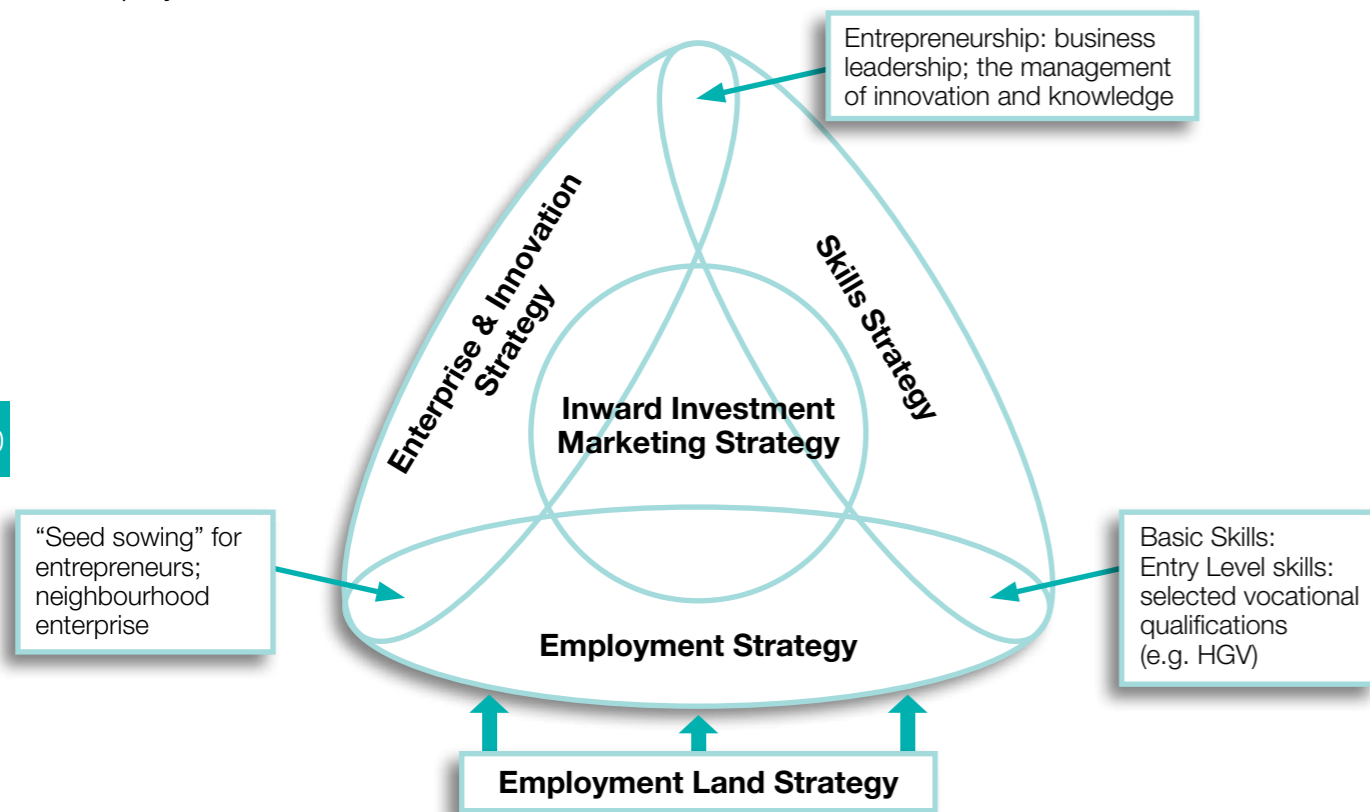 Entrepreneurship: business
leadership; the management
of innovation and knowledge
Enterprise & Innovation
Strategy
Skills Strategy
Inward Investment
Marketing Strategy
“Seed sowing” for
entrepreneurs;
neighbourhood
enterprise
Basic Skills:
Entry Level skills:
selected vocational
qualifications
(e.g. HGV)
Employment Strategy
Employment Land Strategy